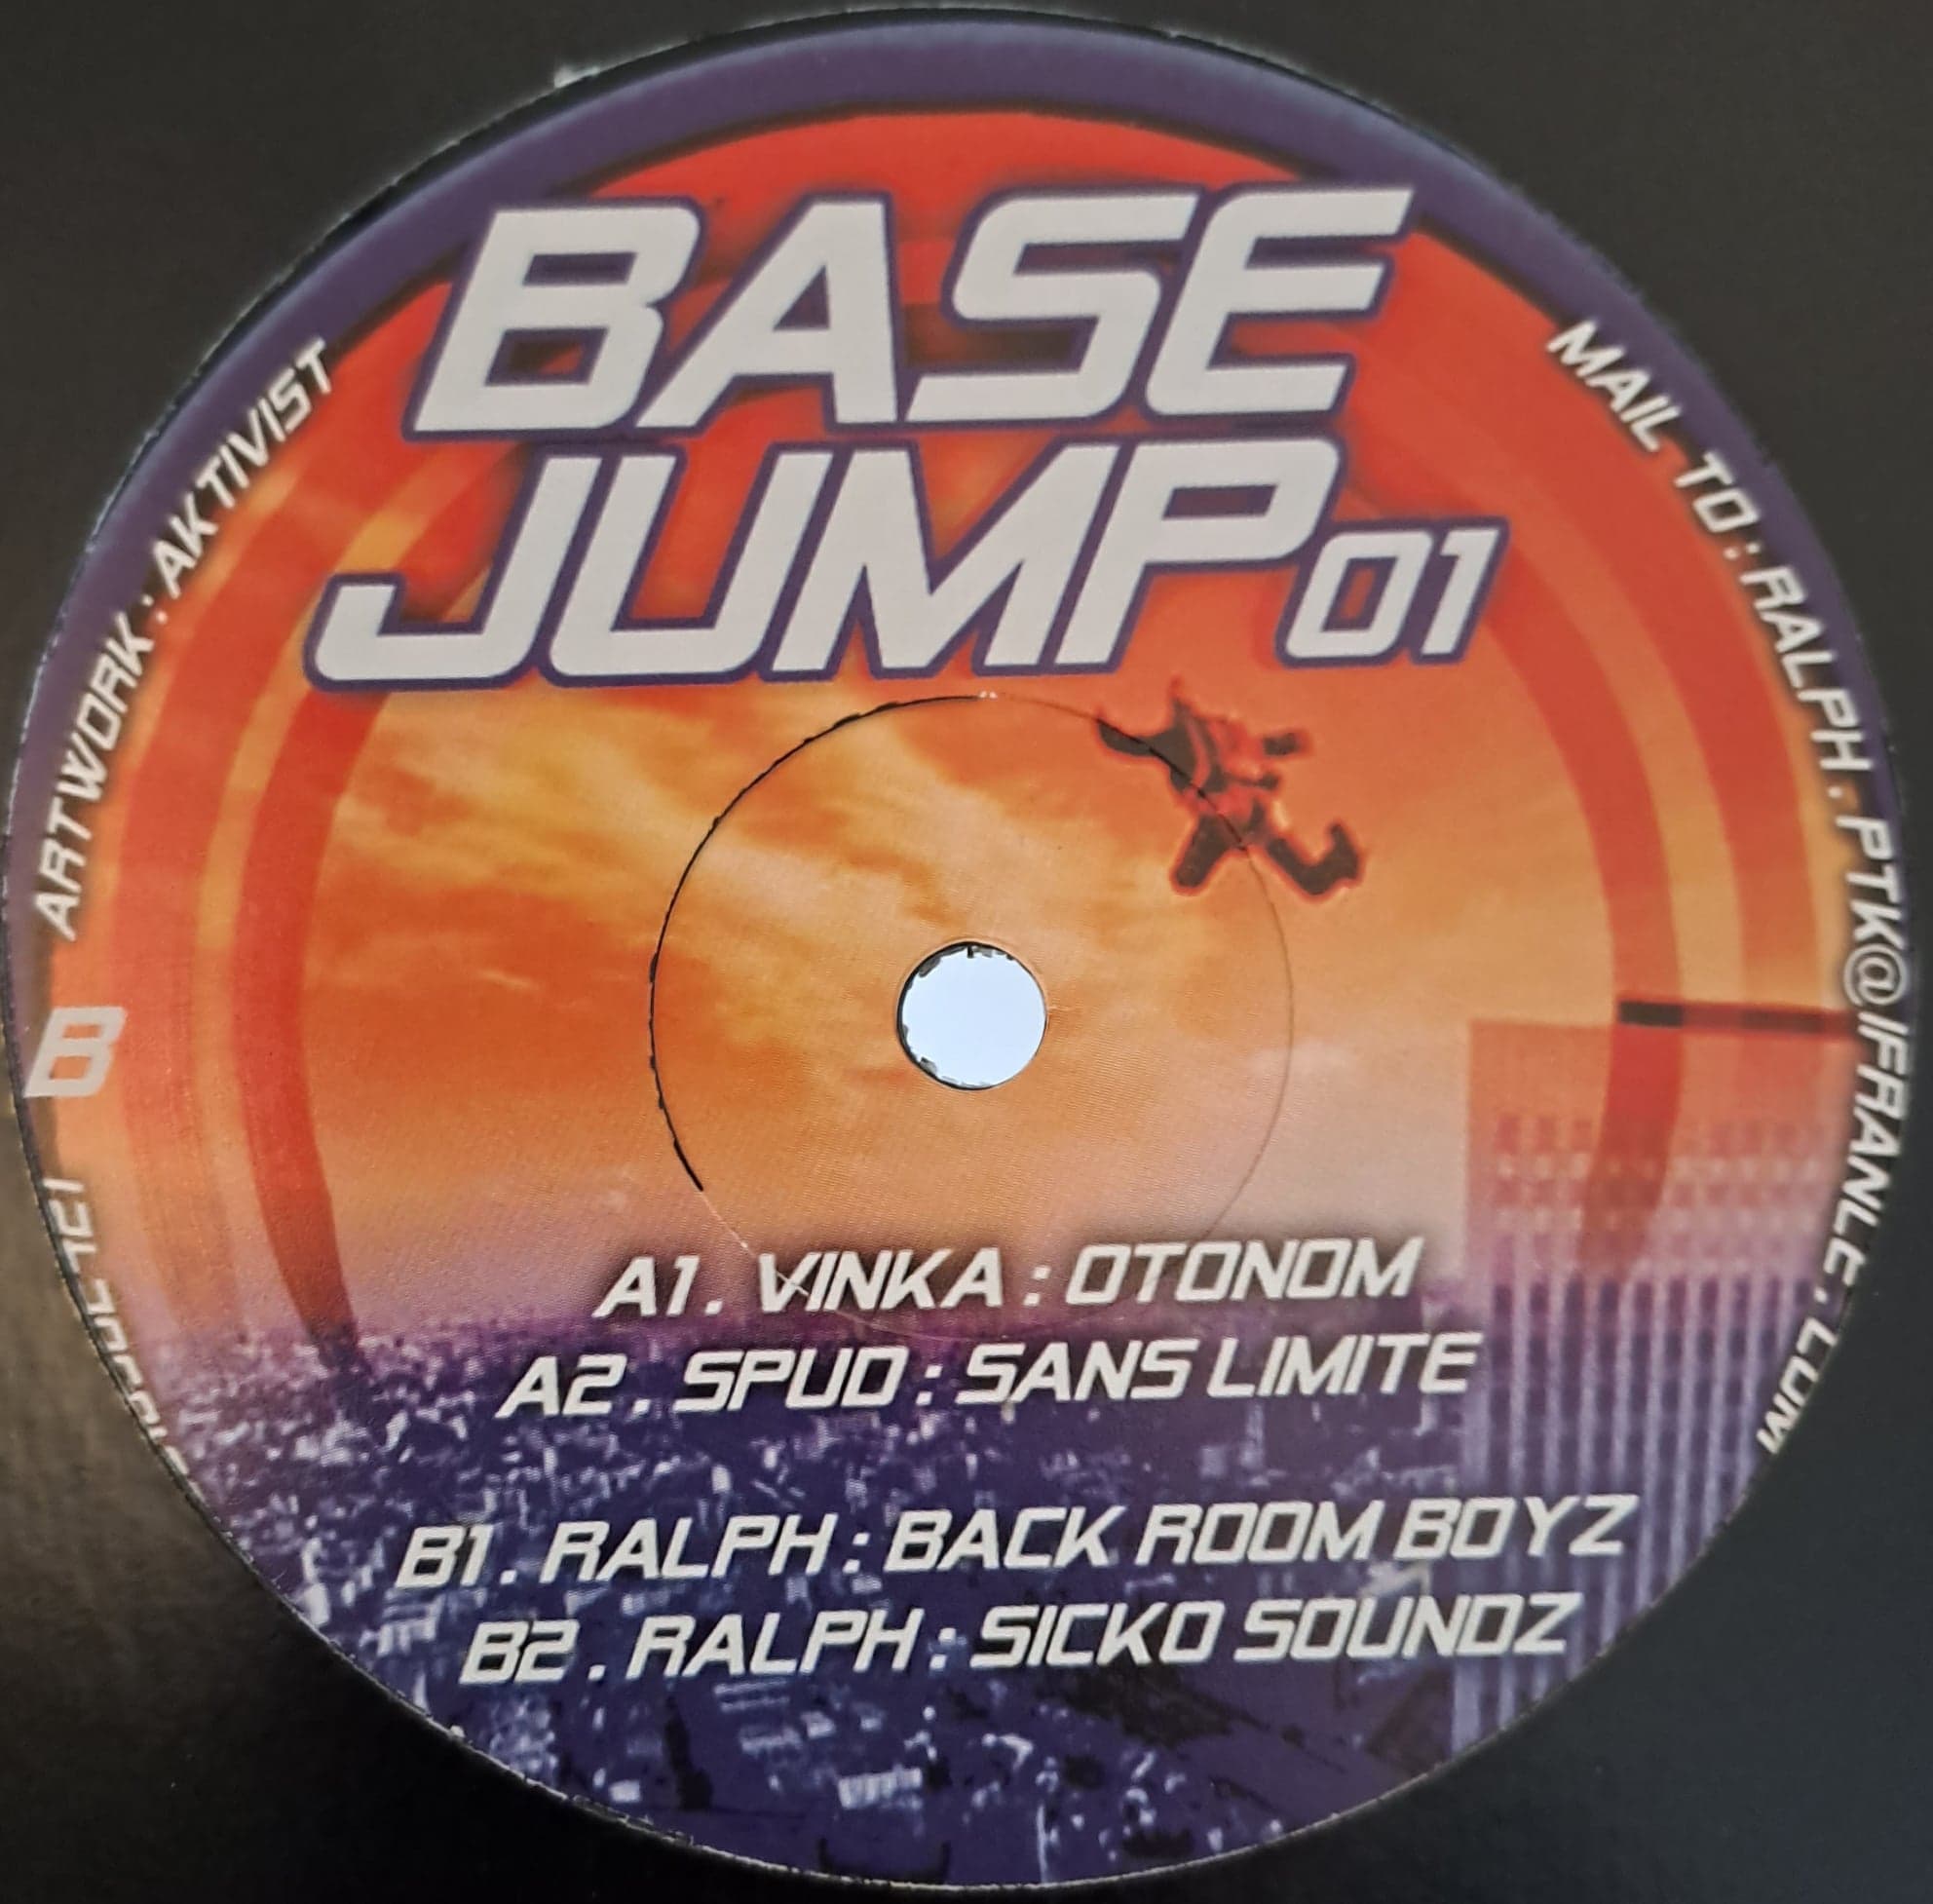 BASE
JUMP 01
ARTWORK : AKTIVIST
MAIL TO : RALPH . PTK@IFRANCE . COM
B
A1 . VINKA : OTONOM
A2 . SPUD : SANS LIMITE
B1 . RALPH : BACK ROOM BOYZ
B2 . RALPH : SICKO SOUNDZ